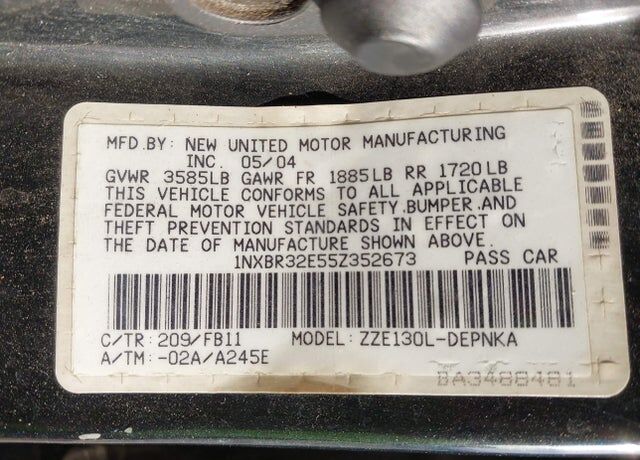 MFD.BY: NEW UNITED MOTOR MANUFACTURING
INC. 05/04
GVWR 3585LB GAWR FR 1885LB RR 1720LB
THIS VEHICLE CONFORMS TO ALL APPLICABLE
FEDERAL MOTOR VEHICLE SAFETY,BUMPER,AND
THEFT PREVENTION STANDARDS IN EFFECT ON
THE DATE OF MANUFACTURE SHOWN ABOVE.
1NXBR32E55Z352673 PASS CAR
C/TR: 209/FB11 MODEL: ZZE130L-DEPNKA
A/TM: -02A/A245E
BA3488481